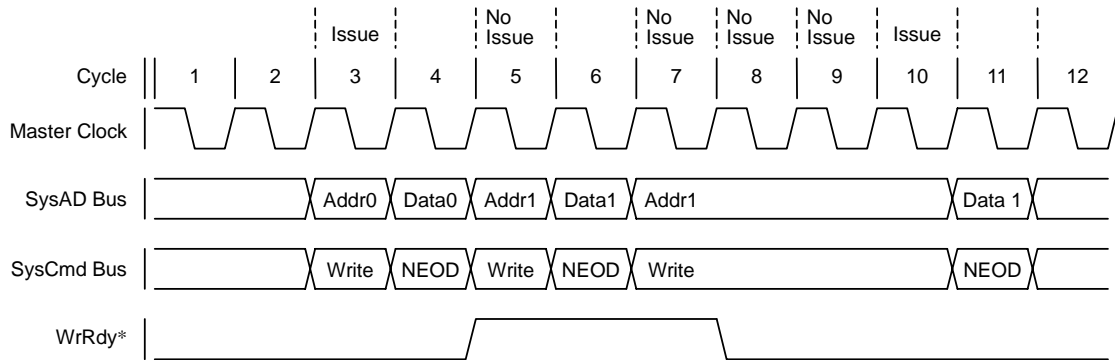 Issue No Issue No Issue No Issue No Issue Issue
Cycle 1 2 3 4 5 6 7 8 9 10 11 12
Master Clock
SysAD Bus Addr0 Data0 Addr1 Data1 Addr1 Data 1
SysCmd Bus Write NEOD Write NEOD Write NEOD
WrRdy*